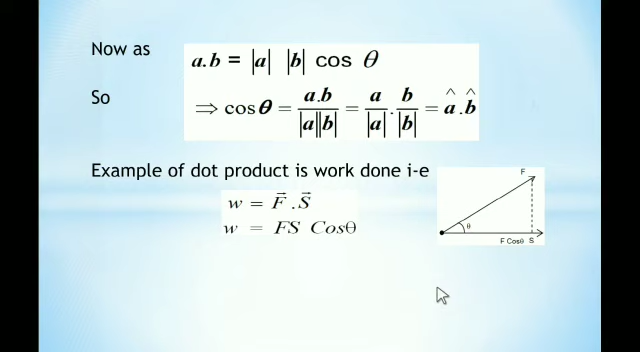 Now as
a.b = |a| |b| cos θ
So
⇒ cosθ = a.b / |a||b| = a / |a| . b / |b| = â.b̂
Example of dot product is work done i-e
w = F⃗ .S⃗
w = FS Cosθ
F
θ
F Cosθ S